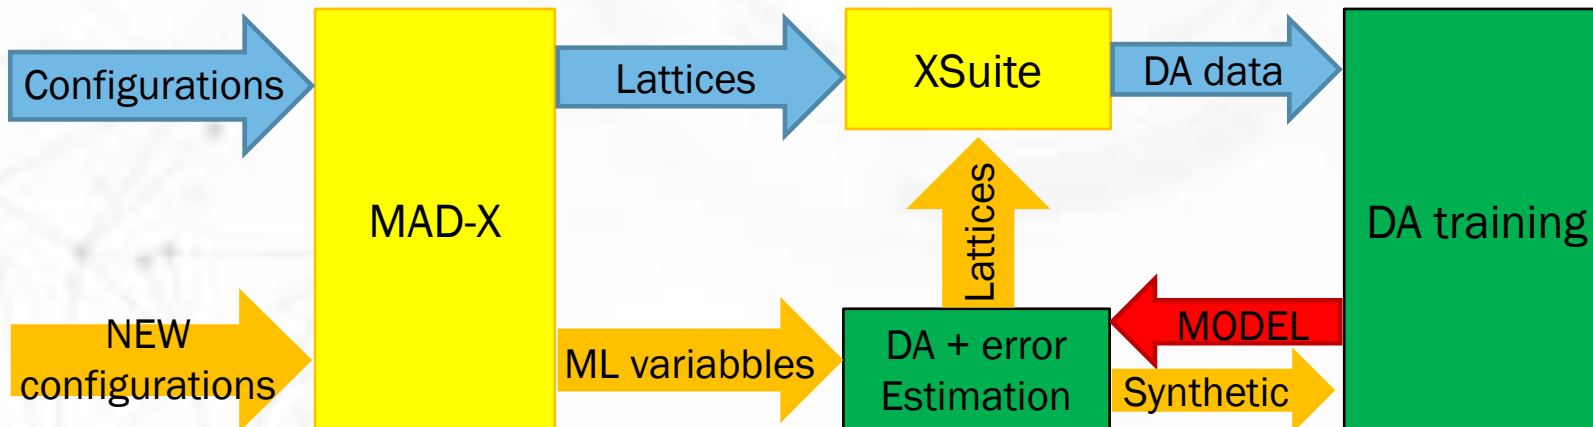 Configurations
MAD-X
Lattices
XSuite
DA data
DA training
Lattices
NEW
configurations
ML variabbles
DA + error
Estimation
MODEL
Synthetic